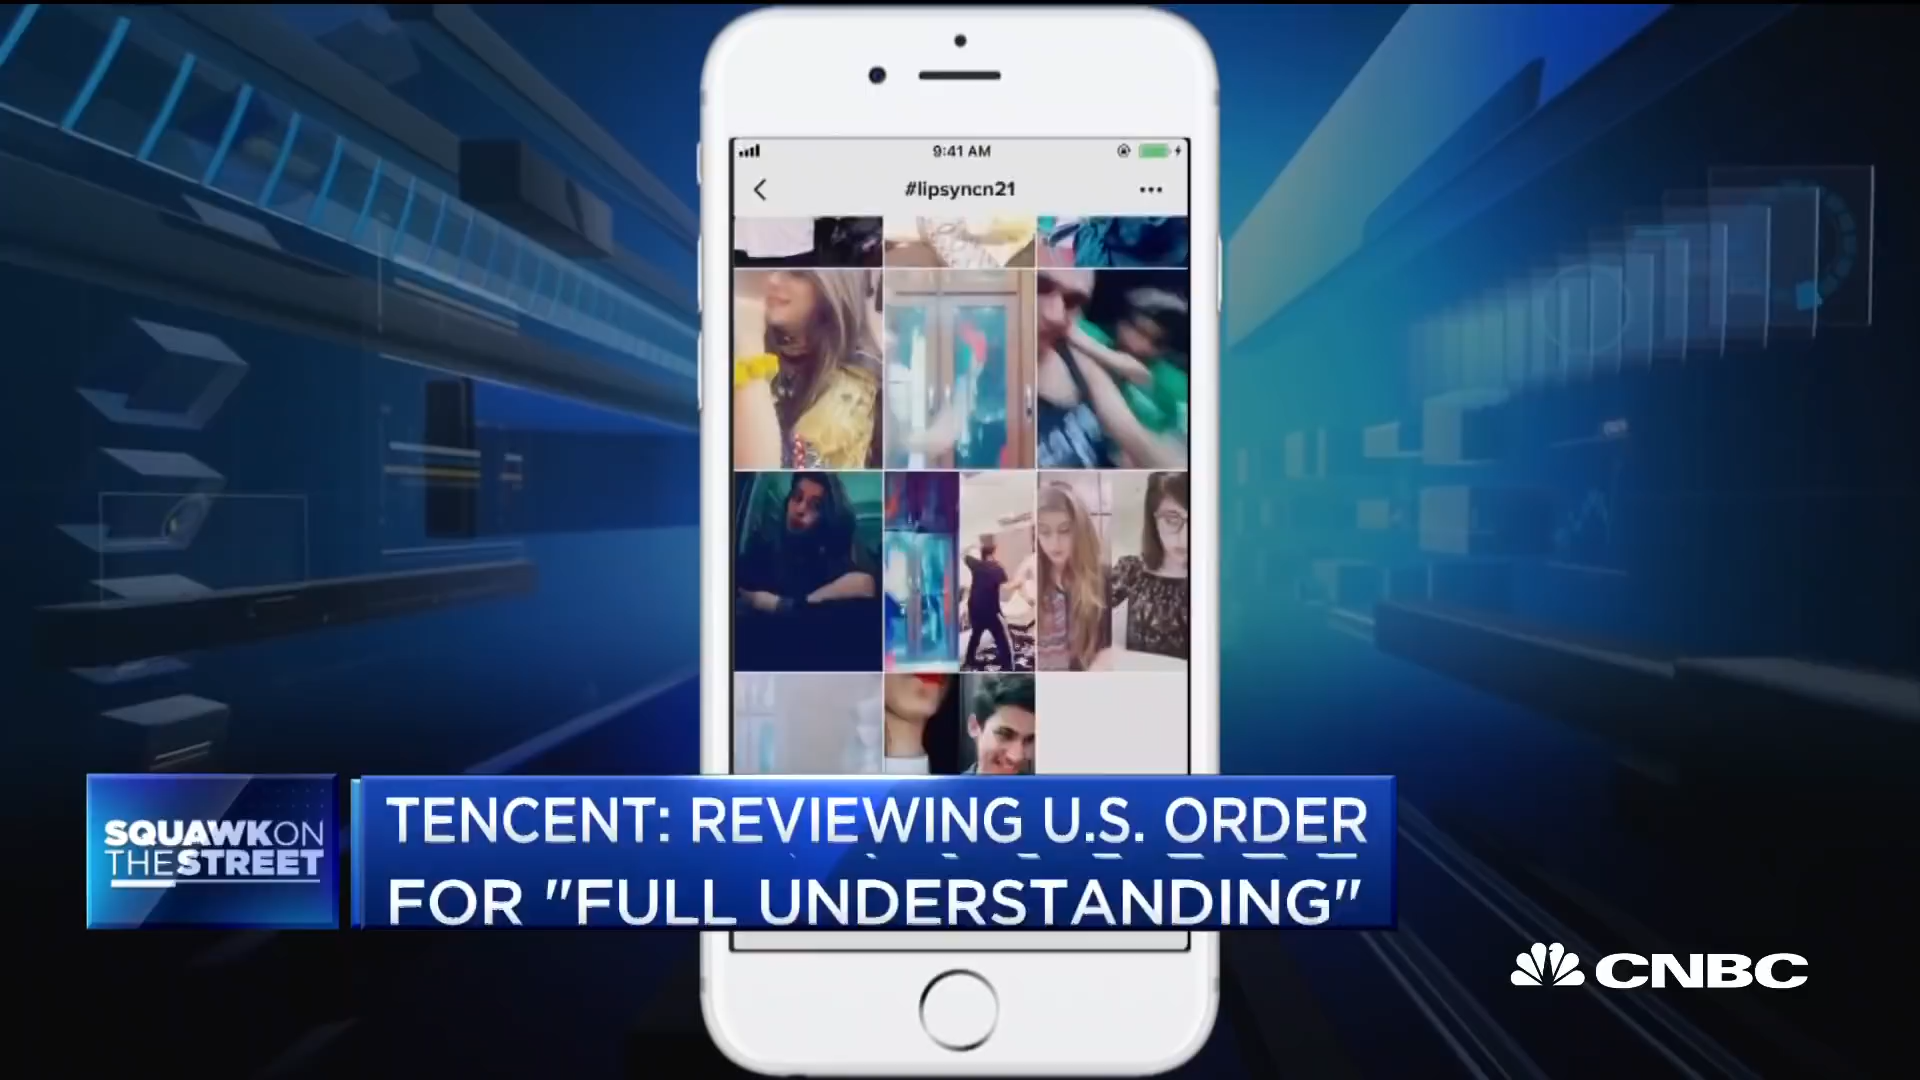 9:41 AM
#lipsyncn21
SQUAWK ON
THE STREET
TENCENT: REVIEWING U.S. ORDER
FOR "FULL UNDERSTANDING"
CNBC